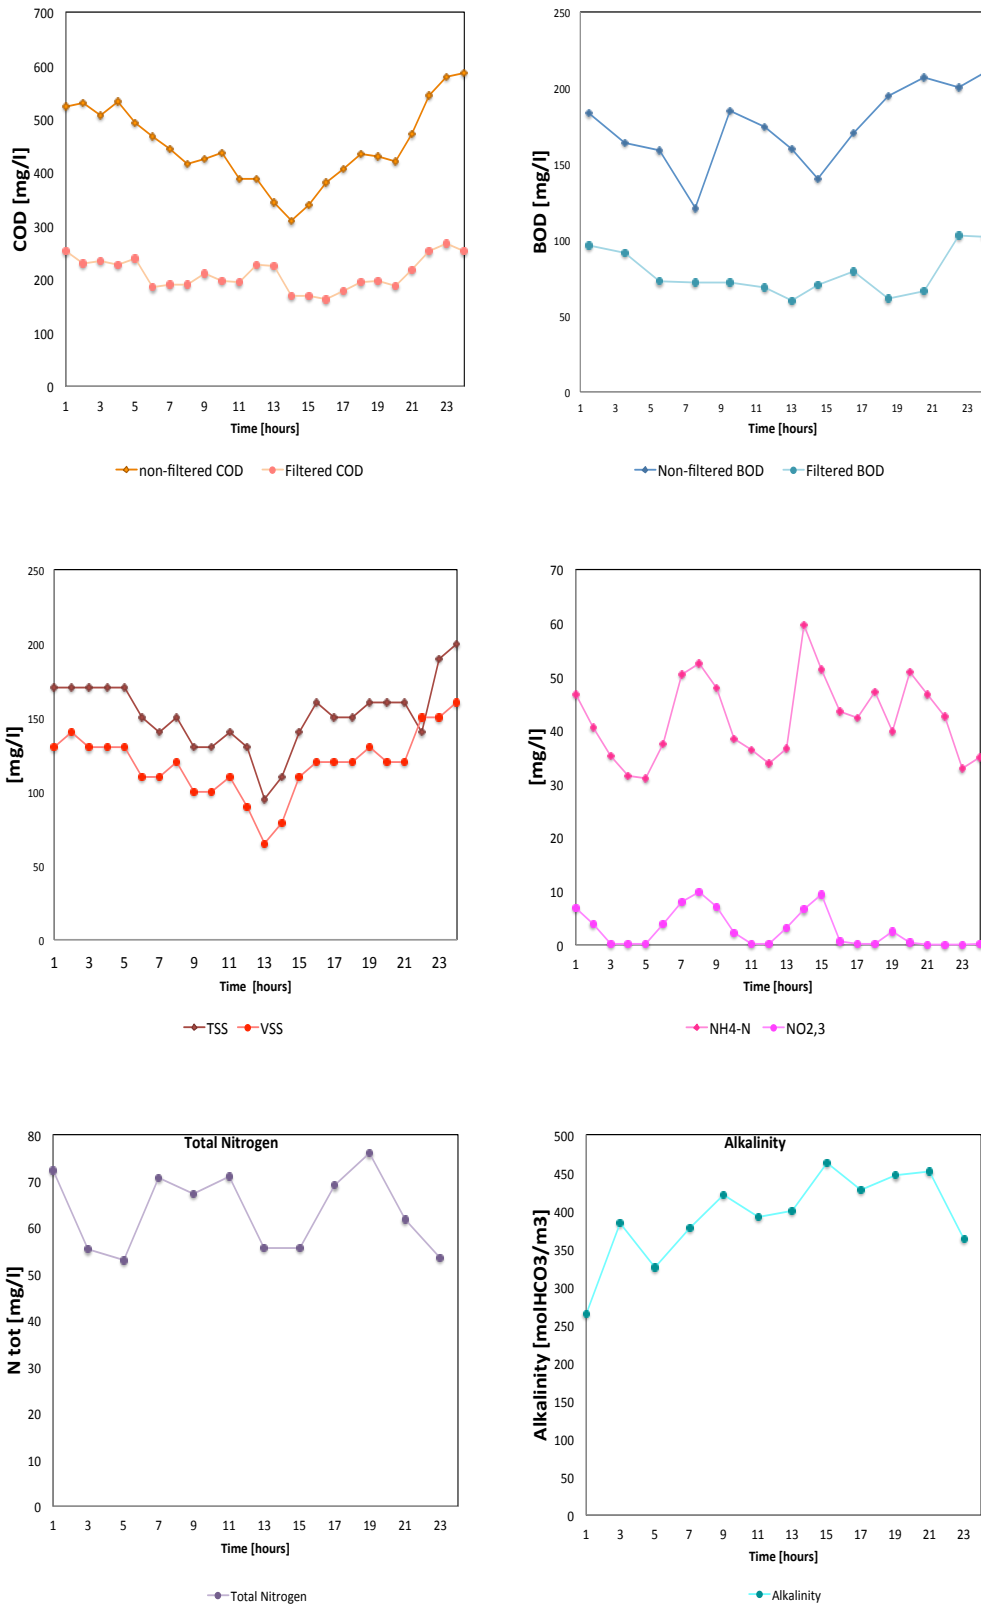 700
600
500
400
300
200
100
0
COD [mg/l]
1 3 5 7 9 11 13 15 17 19 21 23
Time [hours]
non-filtered COD Filtered COD
250
200
150
100
50
0
BOD [mg/l]
1 3 5 7 9 11 13 15 17 19 21 23
Time [hours]
Non-filtered BOD Filtered BOD
250
200
150
100
50
0
[mg/l]
1 3 5 7 9 11 13 15 17 19 21 23
Time [hours]
TSS VSS
70
60
50
40
30
20
10
0
[mg/l]
1 3 5 7 9 11 13 15 17 19 21 23
Time [hours]
NH4-N NO2,3
Total Nitrogen
80
70
60
50
40
30
20
10
0
N tot [mg/l]
1 3 5 7 9 11 13 15 17 19 21 23
Time [hours]
Total Nitrogen
Alkalinity
500
450
400
350
300
250
200
150
100
50
0
Alkalinity [molHCO3/m3]
1 3 5 7 9 11 13 15 17 19 21 23
Time [hours]
Alkalinity